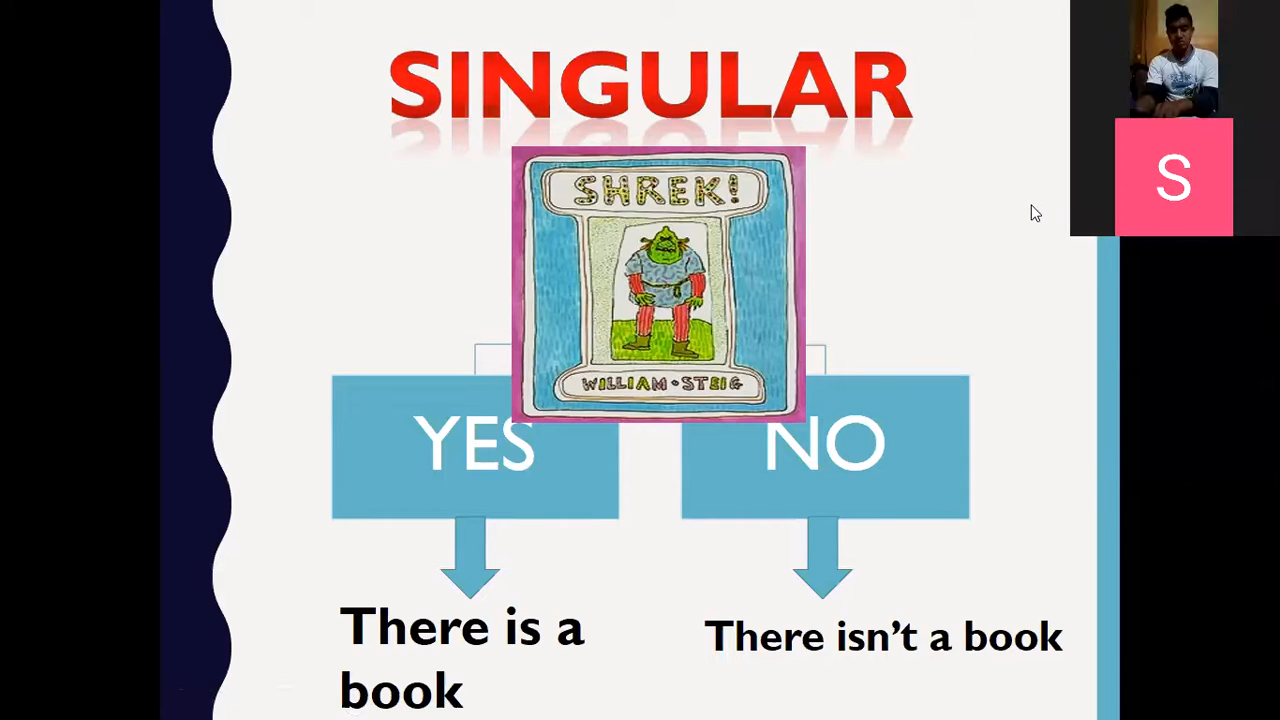 SINGULAR
S
SHREK!
WILLIAM•STEIG
YES
NO
There is a
book
There isn’t a book